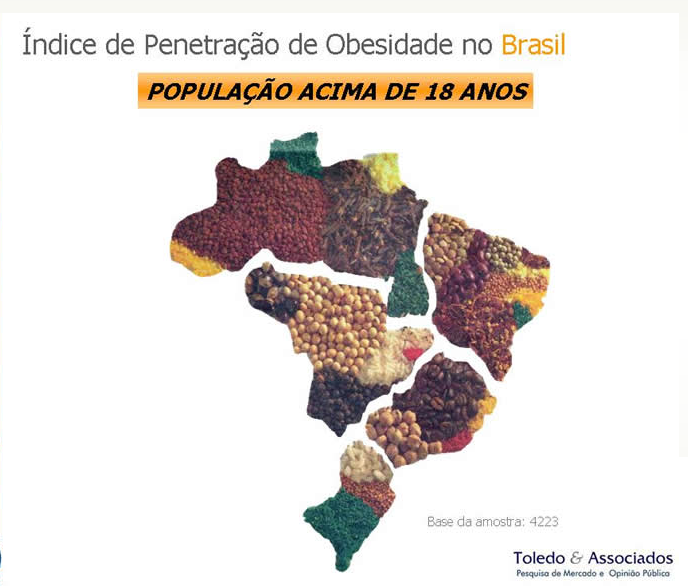 Índice de Penetração de Obesidade no Brasil
POPULAÇÃO ACIMA DE 18 ANOS
Base da amostra: 4223
Toledo & Associados
Pesquisa de Mercado e Opinião Pública